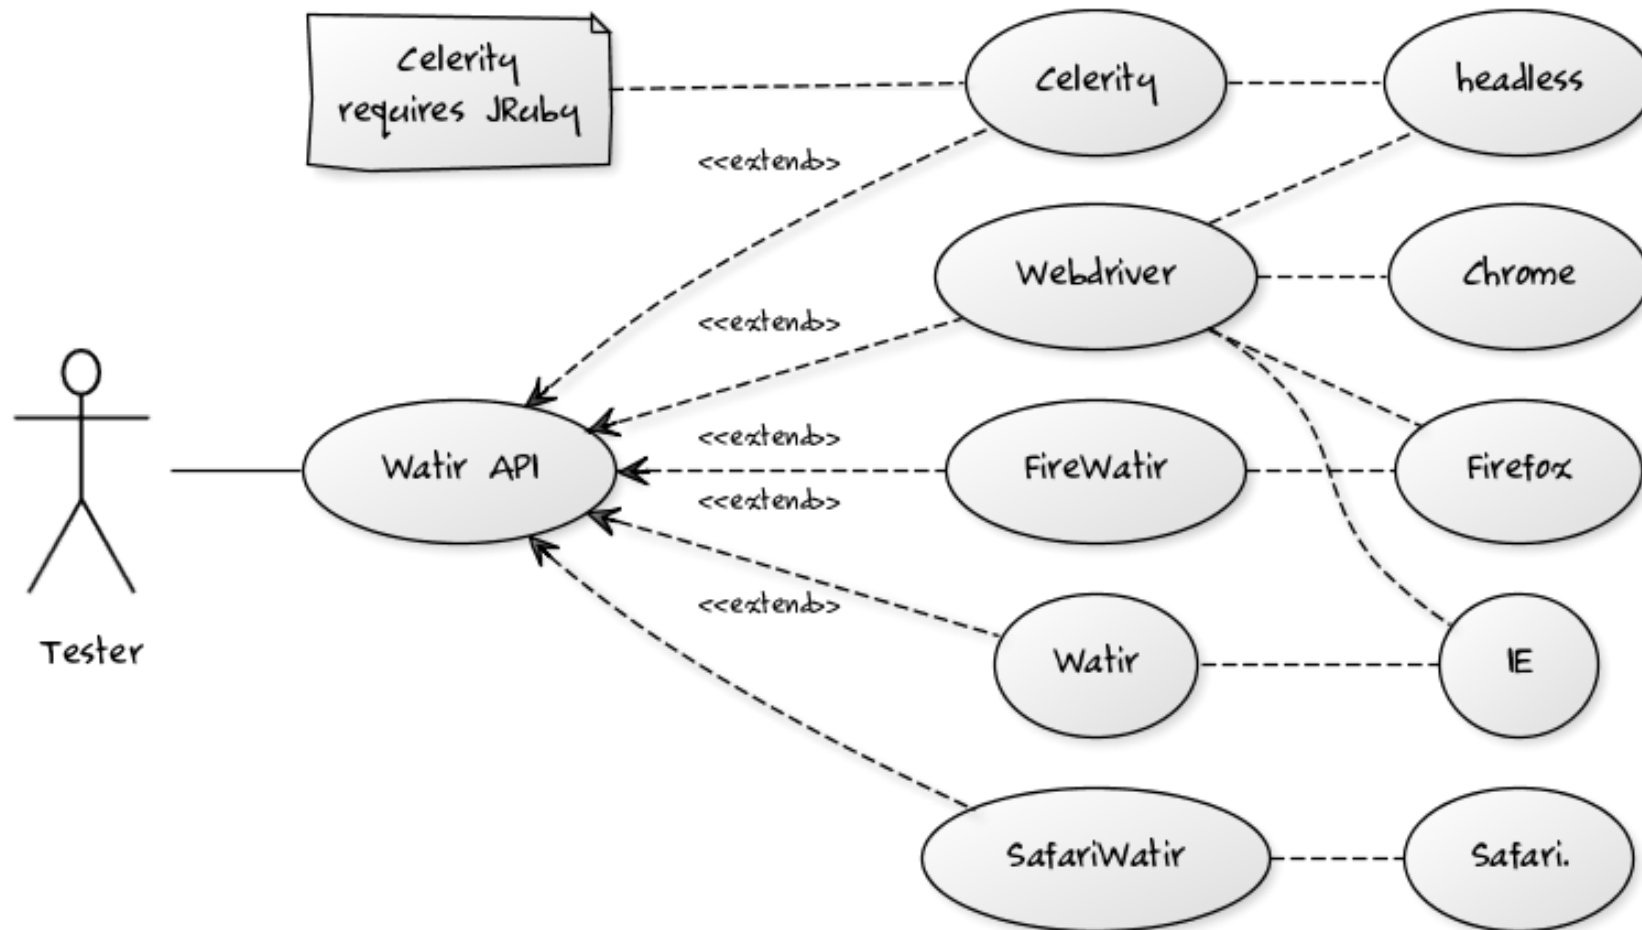 Celerity
requires JRuby
Celerity
headless
<<extend>>
Webdriver
Chrome
<<extend>>
<<extend>>
Watir API
FireWatir
Firefox
<<extend>>
<<extend>>
Tester
Watir
IE
SafariWatir
Safari.